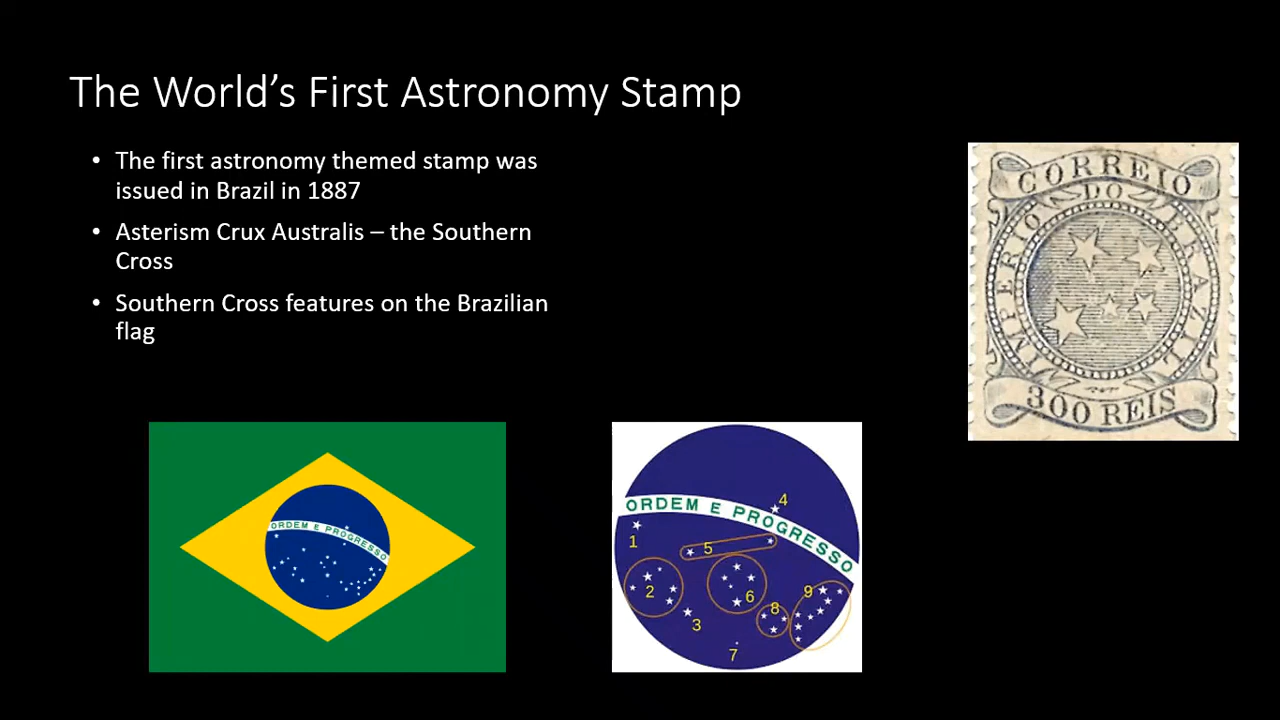 The World’s First Astronomy Stamp
• The first astronomy themed stamp was
issued in Brazil in 1887
• Asterism Crux Australis – the Southern
Cross
• Southern Cross features on the Brazilian
flag
CORREIO
DO
IMPERIO
BRAZIL
300 REIS
ORDEM E PROGRESSO
ORDEM E PROGRESSO
4
1
5
2
6
9
8
3
7